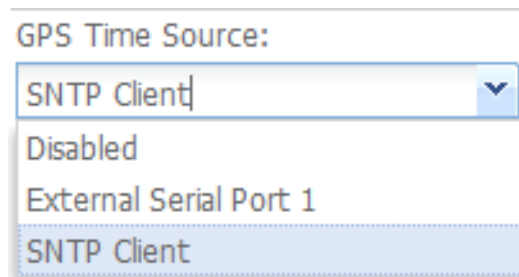 GPS Time Source:
SNTP Client
Disabled
External Serial Port 1
SNTP Client